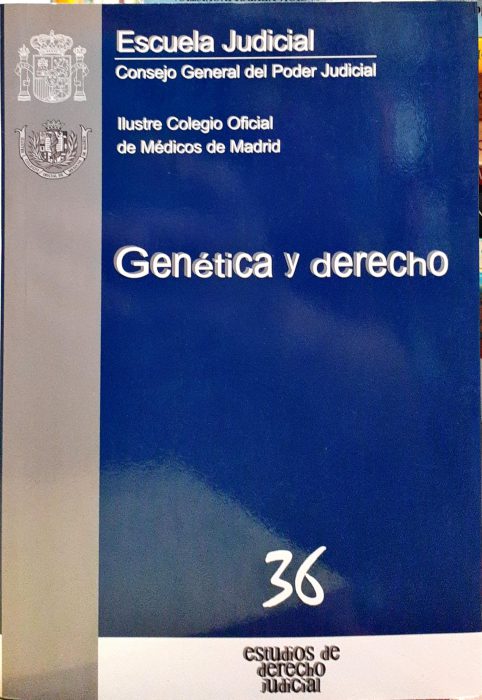 Escuela Judicial
Consejo General del Poder Judicial
Ilustre Colegio Oficial
de Médicos de Madrid
Genética y derecho
36
estudios de
derecho
judicial